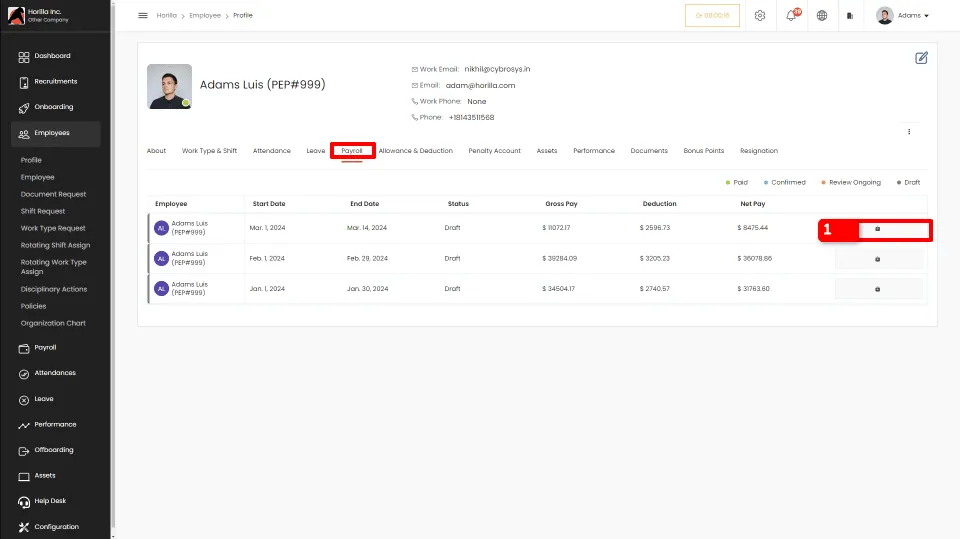 Horilla Inc.
Other Company
Horilla > Employee > Profile
00:00:16
Adams
Dashboard
Recruitments
Onboarding
Employees
Profile
Employee
Document Request
Shift Request
Work Type Request
Rotating Shift Assign
Rotating Work Type
Assign
Disciplinary Actions
Policies
Organization Chart
Payroll
Attendances
Leave
Performance
Offboarding
Assets
Help Desk
Configuration
Adams Luis (PEP#999)
Work Email: nikhil@cybrosys.in
Email: adam@horilla.com
Work Phone: None
Phone: +18143511568
About Work Type & Shift Attendance Leave Payroll Allowance & Deduction Penalty Account Assets Performance Documents Bonus Points Resignation
Paid Confirmed Review Ongoing Draft
Employee Start Date End Date Status Gross Pay Deduction Net Pay
AL Adams Luis
(PEP#999) Mar. 1, 2024 Mar. 14, 2024 Draft $ 11072.17 $ 2596.73 $ 8475.44 1
AL Adams Luis
(PEP#999) Feb. 1, 2024 Feb. 29, 2024 Draft $ 39284.09 $ 3205.23 $ 36078.86
AL Adams Luis
(PEP#999) Jan. 1, 2024 Jan. 30, 2024 Draft $ 34504.17 $ 2740.57 $ 31763.60